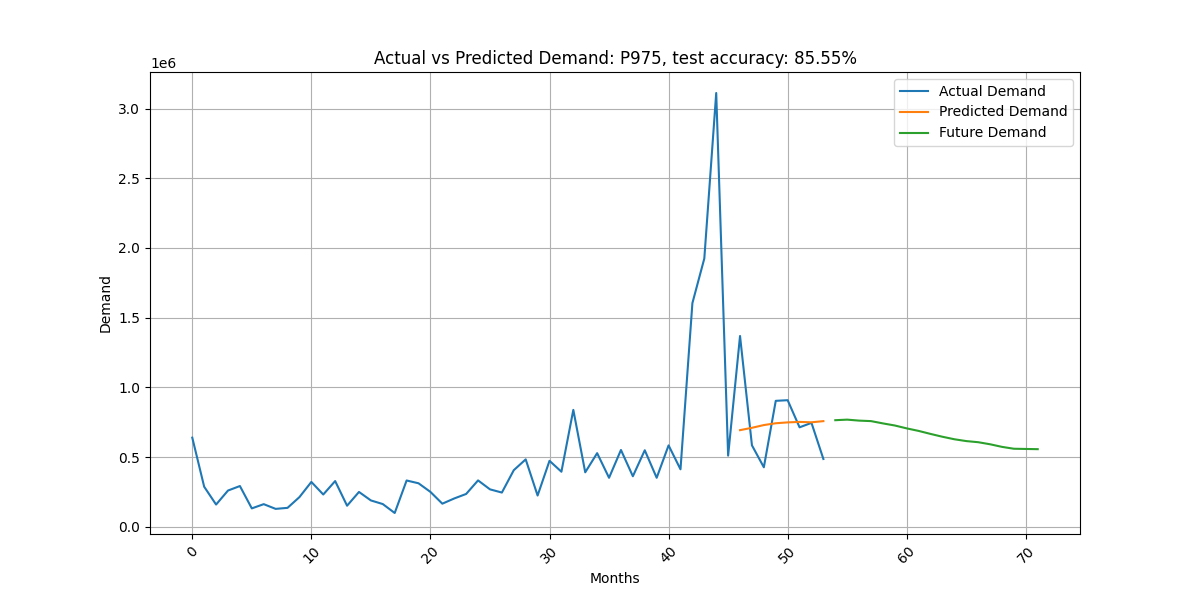 Actual vs Predicted Demand: P975, test accuracy: 85.55%
1e6
Actual Demand
Predicted Demand
Future Demand
3.0
2.5
2.0
1.5
1.0
0.5
0.0
Demand
0
10
20
30
40
50
60
70
Months